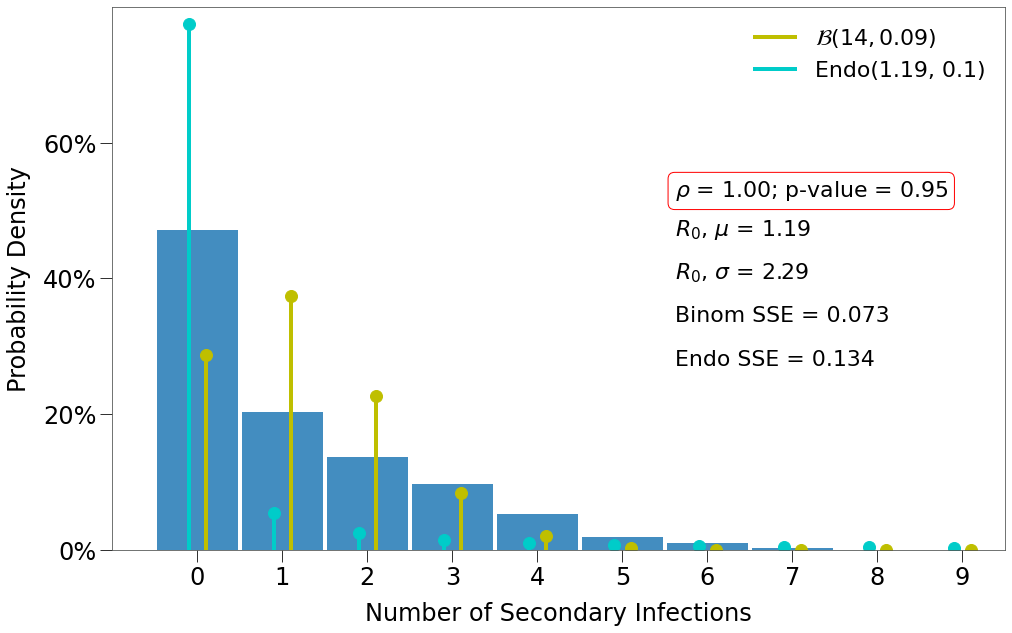 ℬ(14, 0.09)
Endo(1.19, 0.1)
60%
ρ = 1.00; p-value = 0.95
R₀, μ = 1.19
40%
R₀, σ = 2.29
Binom SSE = 0.073
Endo SSE = 0.134
20%
0%
Probability Density
0 1 2 3 4 5 6 7 8 9
Number of Secondary Infections